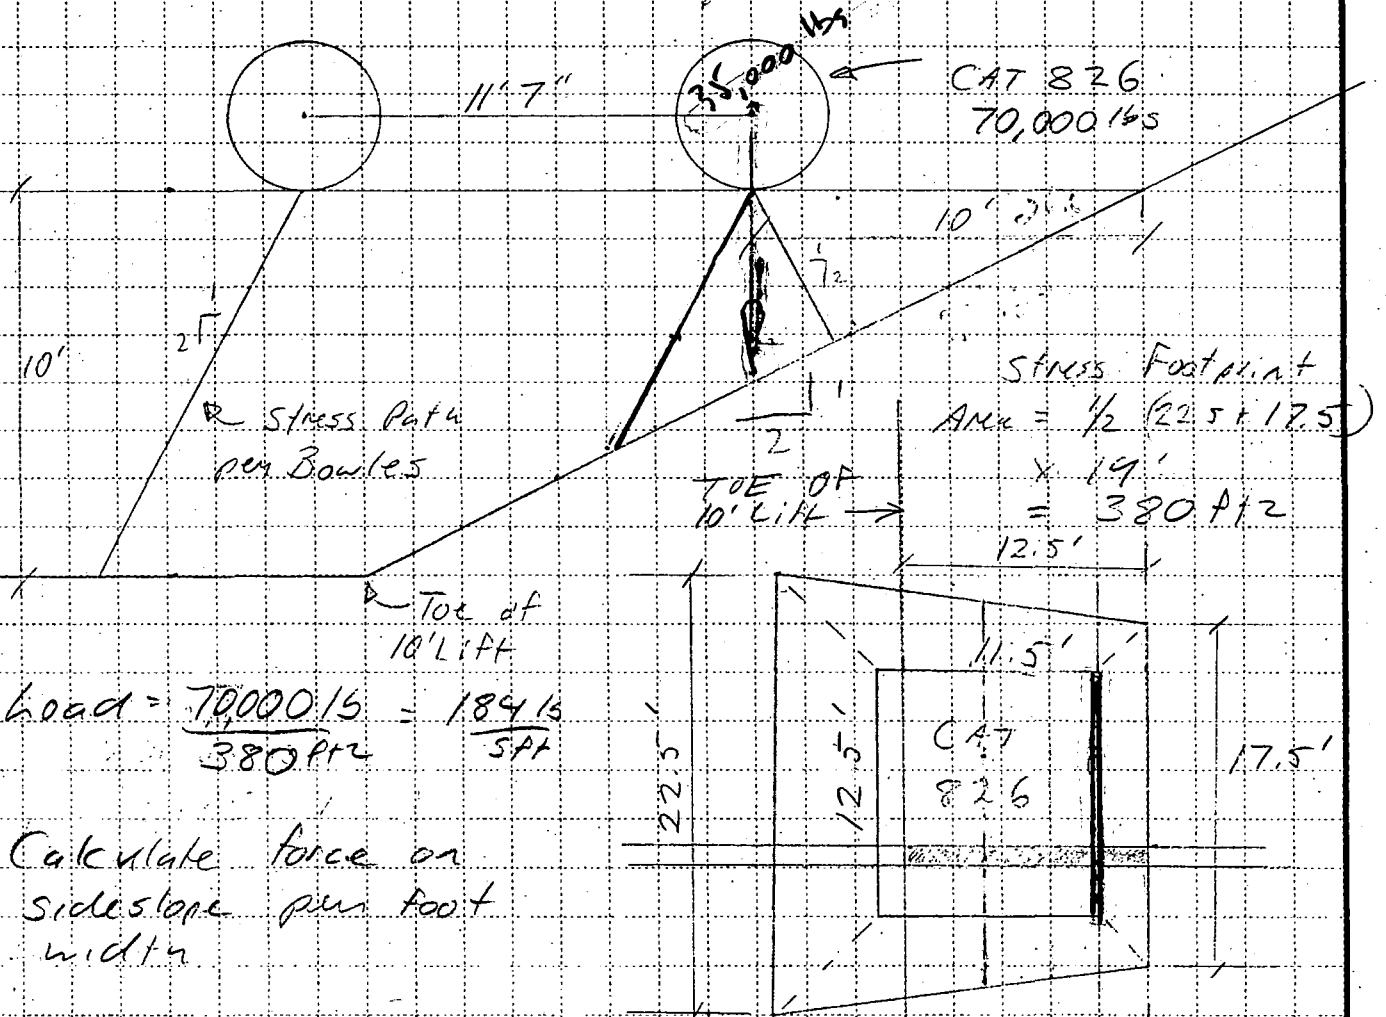 35,000 lbs
11' 7"
CAT 826
70,000 lbs
10'
1/2
1
2
10'
Stress Path
per Bowles
1
2
Stress Footprint
Area = 1/2 (22.5 + 17.5)
x 19'
= 380 ft2
TOE OF
10' Lift
12.5'
Toe of
10' Lift
11.5'
Load = 70,000 lb / 380 ft2 = 184 lb / sft
22.5'
12.5'
CAT
826
17.5'
Calculate force on
sideslope per foot
width